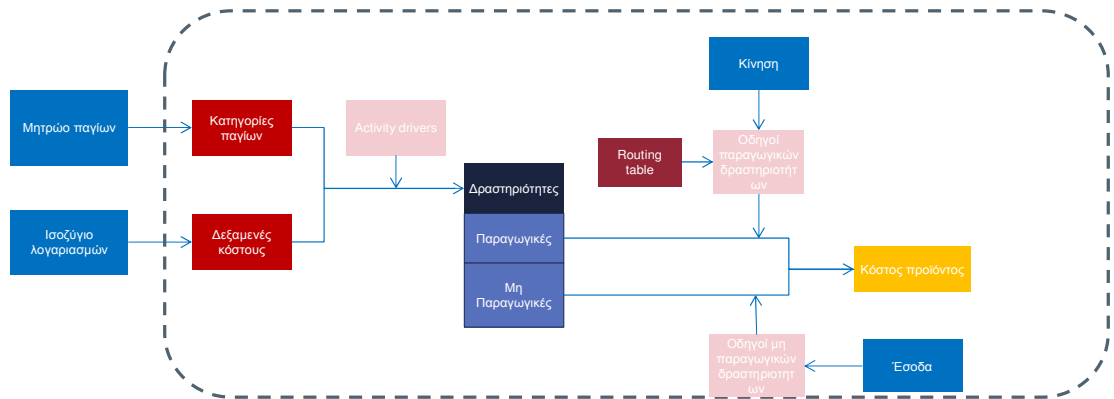 Κίνηση
Μητρώο παγίων
Κατηγορίες
παγίων
Activity drivers
Routing
table
Οδηγοί
παραγωγικών
δραστηριοτήτ
ων
Δραστηριότητες
Ισοζύγιο
λογαριασμών
Δεξαμενές
κόστους
Παραγωγικές
Μη
Παραγωγικές
Κόστος προϊόντος
Οδηγοί μη
παραγωγικών
δραστηριοτητ
ων
Έσοδα